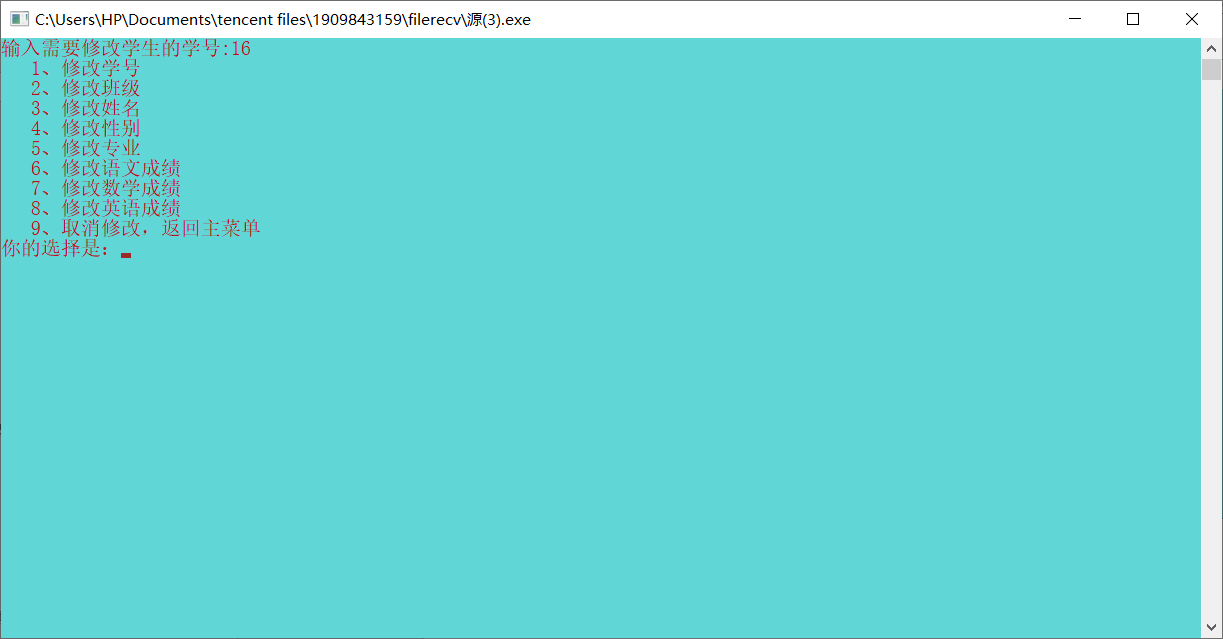 C:\Users\HP\Documents\tencent files\1909843159\filerecv\源(3).exe
输入需要修改学生的学号:16
1、修改学号
2、修改班级
3、修改姓名
4、修改性别
5、修改专业
6、修改语文成绩
7、修改数学成绩
8、修改英语成绩
9、取消修改，返回主菜单
你的选择是：